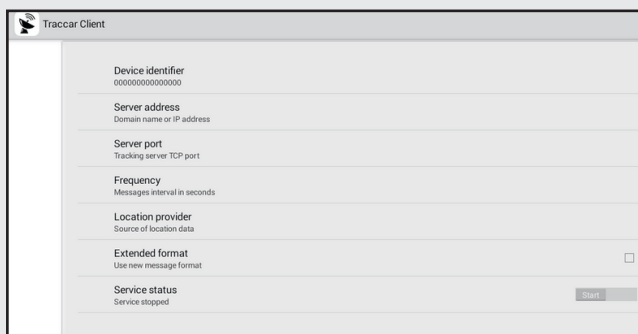 Traccar Client
Device identifier
000000000000000
Server address
Domain name or IP address
Server port
Tracking server TCP port
Frequency
Messages interval in seconds
Location provider
Source of location data
Extended format
Use new message format
Service status
Service stopped
Start